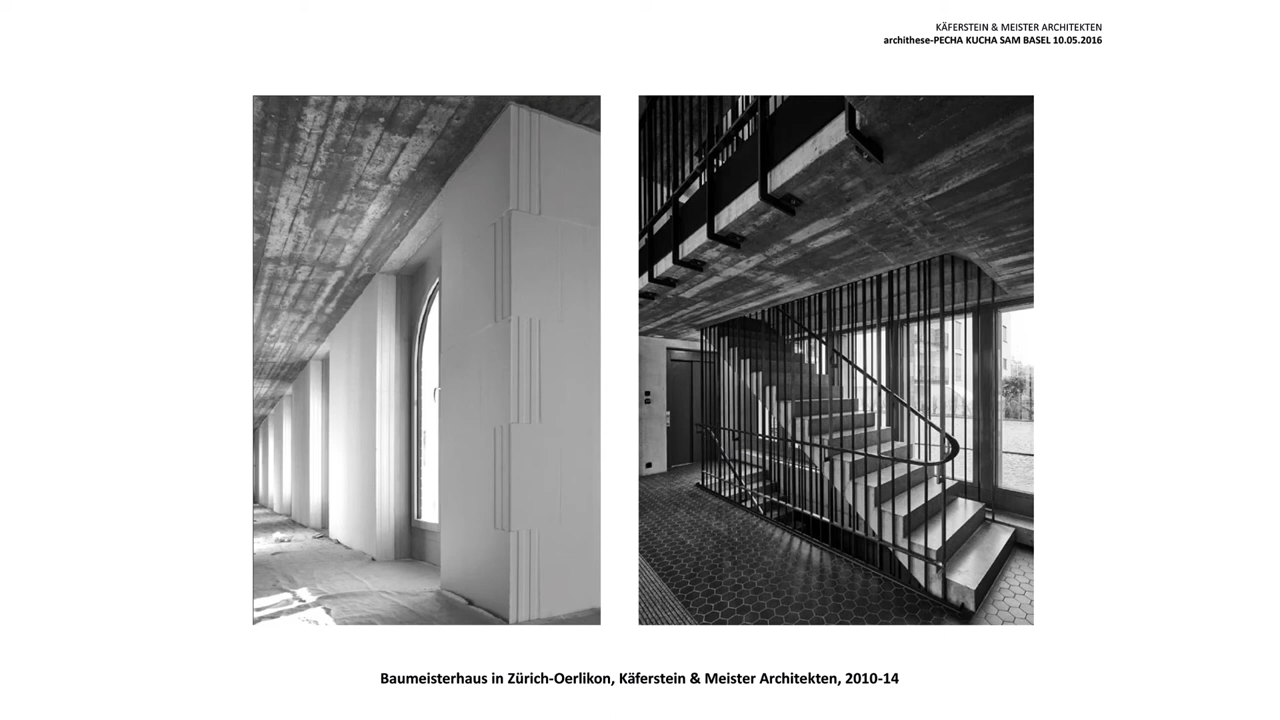 KÄFERSTEIN & MEISTER ARCHITEKTEN
archithese-PECHA KUCHA SAM BASEL 10.05.2016
Baumeisterhaus in Zürich-Oerlikon, Käferstein & Meister Architekten, 2010-14